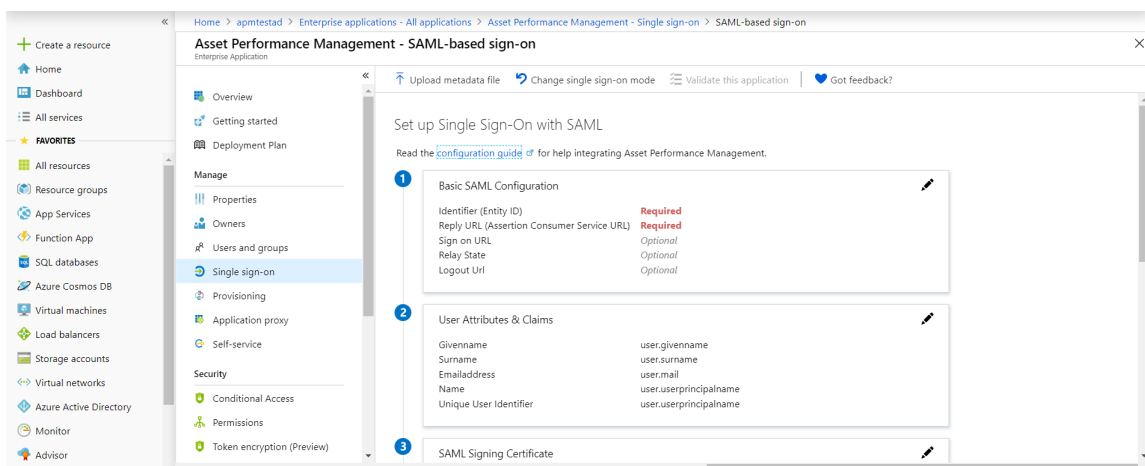 Home > apmtestad > Enterprise applications - All applications > Asset Performance Management - Single sign-on > SAML-based sign-on
Create a resource
Home
Dashboard
All services
FAVORITES
All resources
Resource groups
App Services
Function App
SQL databases
Azure Cosmos DB
Virtual machines
Load balancers
Storage accounts
Virtual networks
Azure Active Directory
Monitor
Advisor
Asset Performance Management - SAML-based sign-on
Enterprise Application
Overview
Getting started
Deployment Plan
Manage
Properties
Owners
Users and groups
Single sign-on
Provisioning
Application proxy
Self-service
Security
Conditional Access
Permissions
Token encryption (Preview)
Upload metadata file Change single sign-on mode Validate this application Got feedback?
Set up Single Sign-On with SAML
Read the configuration guide for help integrating Asset Performance Management.
1
Basic SAML Configuration
Identifier (Entity ID) Required
Reply URL (Assertion Consumer Service URL) Required
Sign on URL Optional
Relay State Optional
Logout Url Optional
2
User Attributes & Claims
Givenname user.givenname
Surname user.surname
Emailaddress user.mail
Name user.userprincipalname
Unique User Identifier user.userprincipalname
3
SAML Signing Certificate